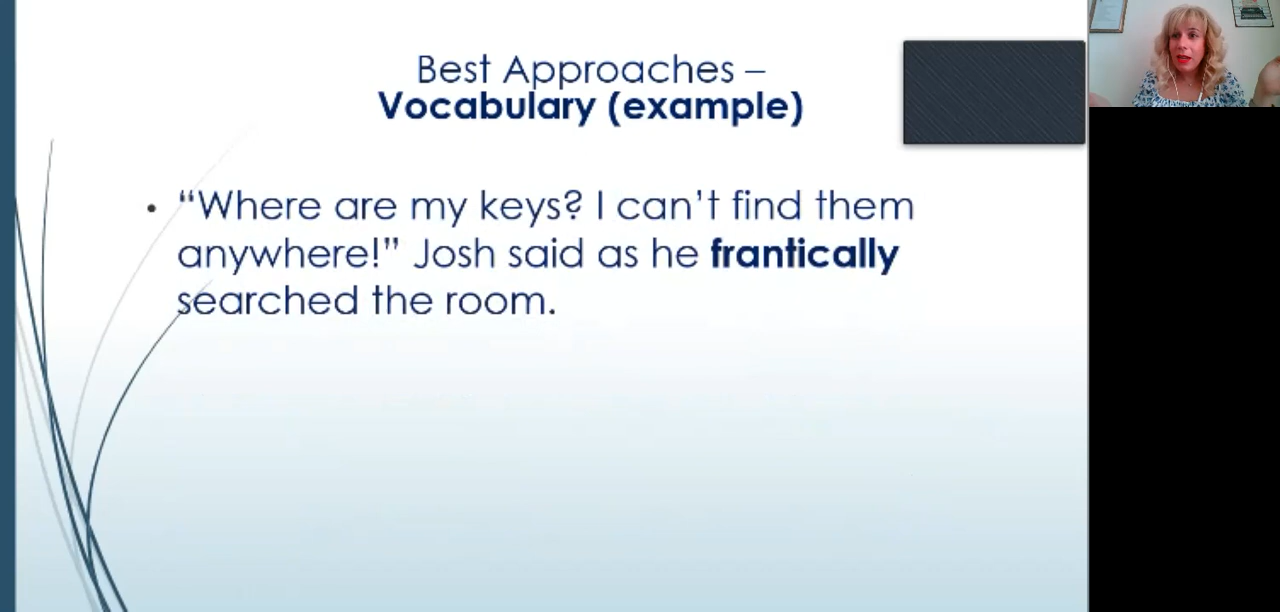 Best Approaches –
Vocabulary (example)
• “Where are my keys? I can’t find them
anywhere!” Josh said as he frantically
searched the room.